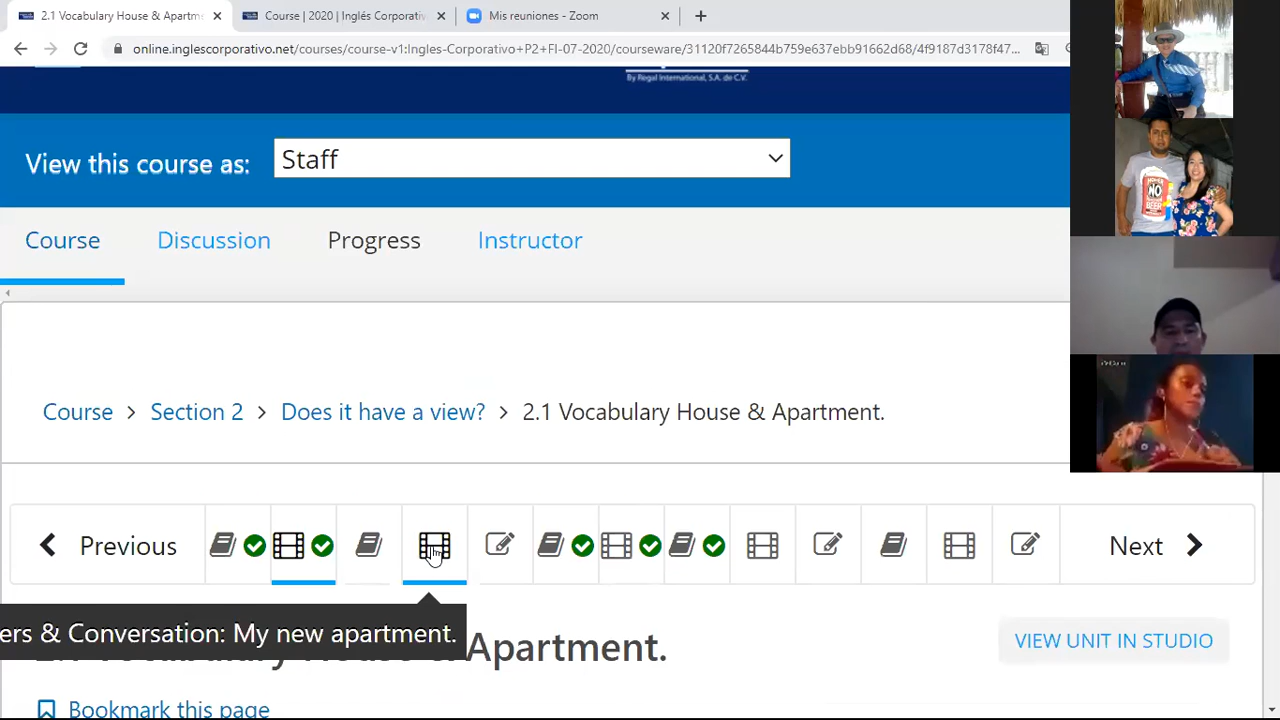 2.1 Vocabulary House & Apartm
Course | 2020 | Inglés Corporativ
Mis reuniones - Zoom
online.inglescorporativo.net/courses/course-v1:Ingles-Corporativo+P2+FI-07-2020/courseware/31120f7265844b759e637ebb91662d68/4f9187d3178f47...
By Regal International, S.A. de C.V.
View this course as:
Staff
Course
Discussion
Progress
Instructor
Course > Section 2 > Does it have a view? > 2.1 Vocabulary House & Apartment.
Previous
Next
ers & Conversation: My new apartment.
Apartment.
VIEW UNIT IN STUDIO
Bookmark this page